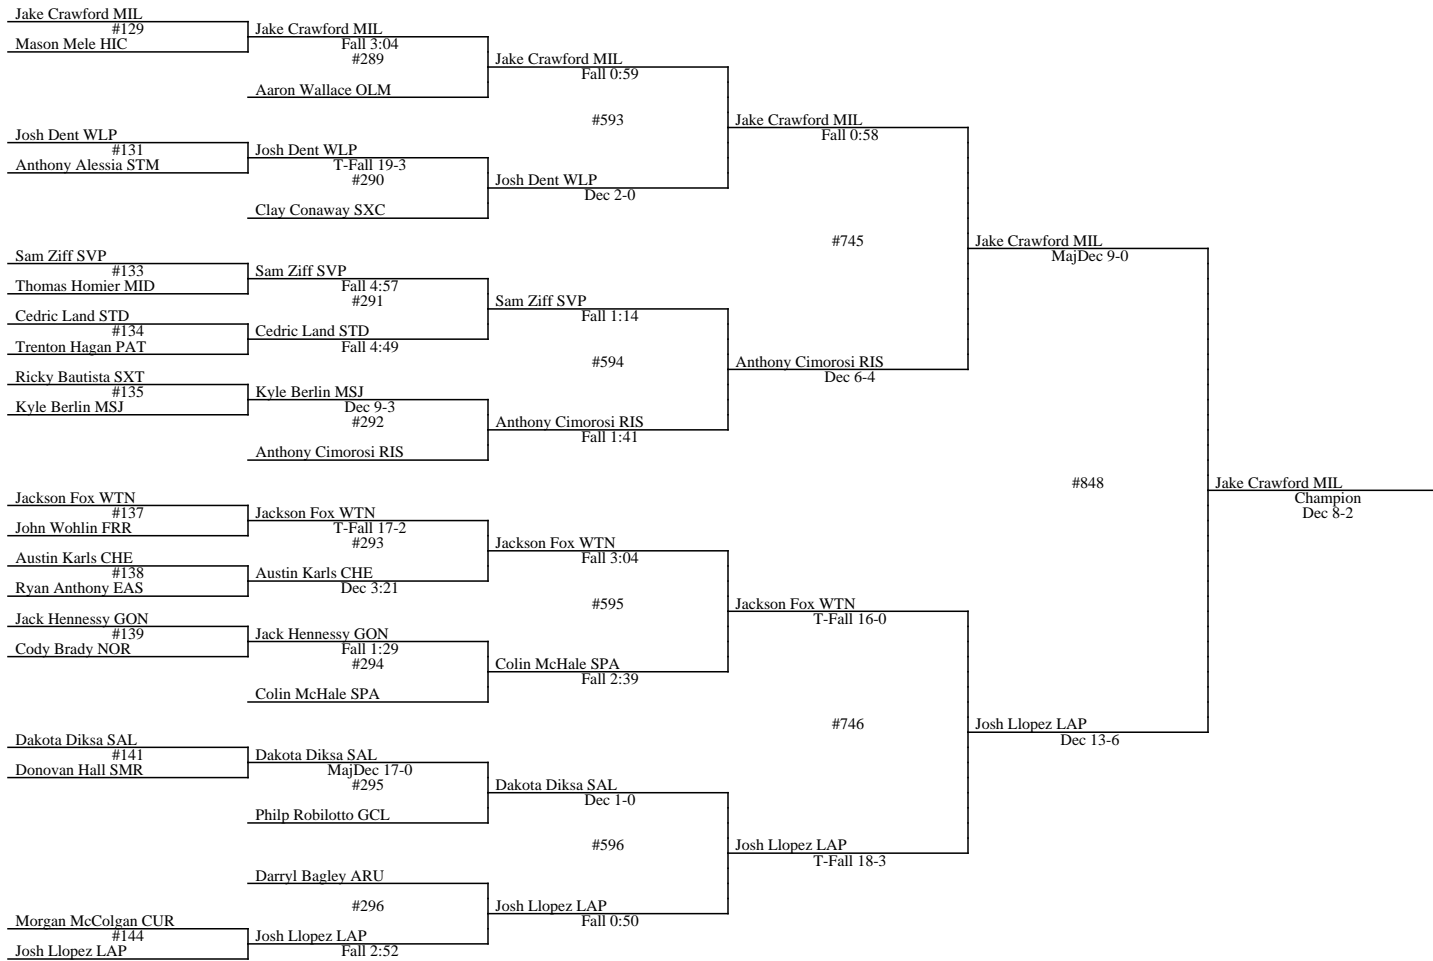 Jake Crawford MIL
#129
Mason Mele HIC
Jake Crawford MIL
Fall 3:04
#289
Aaron Wallace OLM
Jake Crawford MIL
Fall 0:59
#593
Josh Dent WLP
#131
Anthony Alessia STM
Josh Dent WLP
T-Fall 19-3
#290
Clay Conaway SXC
Josh Dent WLP
Dec 2-0
Jake Crawford MIL
Fall 0:58
#745
Sam Ziff SVP
#133
Thomas Homier MID
Sam Ziff SVP
Fall 4:57
#291
Cedric Land STD
#134
Trenton Hagan PAT
Cedric Land STD
Fall 4:49
Sam Ziff SVP
Fall 1:14
#594
Ricky Bautista SXT
#135
Kyle Berlin MSJ
Kyle Berlin MSJ
Dec 9-3
#292
Anthony Cimorosi RIS
Anthony Cimorosi RIS
Fall 1:41
Anthony Cimorosi RIS
Dec 6-4
Jake Crawford MIL
MajDec 9-0
#848
Jake Crawford MIL
Champion
Dec 8-2
Jackson Fox WTN
#137
John Wohlin FRR
Jackson Fox WTN
T-Fall 17-2
#293
Austin Karls CHE
#138
Ryan Anthony EAS
Austin Karls CHE
Dec 3:21
Jackson Fox WTN
Fall 3:04
#595
Jack Hennessy GON
#139
Cody Brady NOR
Jack Hennessy GON
Fall 1:29
#294
Colin McHale SPA
Colin McHale SPA
Fall 2:39
Jackson Fox WTN
T-Fall 16-0
#746
Dakota Diksa SAL
#141
Donovan Hall SMR
Dakota Diksa SAL
MajDec 17-0
#295
Philp Robilotto GCL
Dakota Diksa SAL
Dec 1-0
#596
Darryl Bagley ARU
#296
Morgan McColgan CUR
#144
Josh Llopez LAP
Josh Llopez LAP
Fall 2:52
Josh Llopez LAP
Fall 0:50
Josh Llopez LAP
T-Fall 18-3
Josh Llopez LAP
Dec 13-6